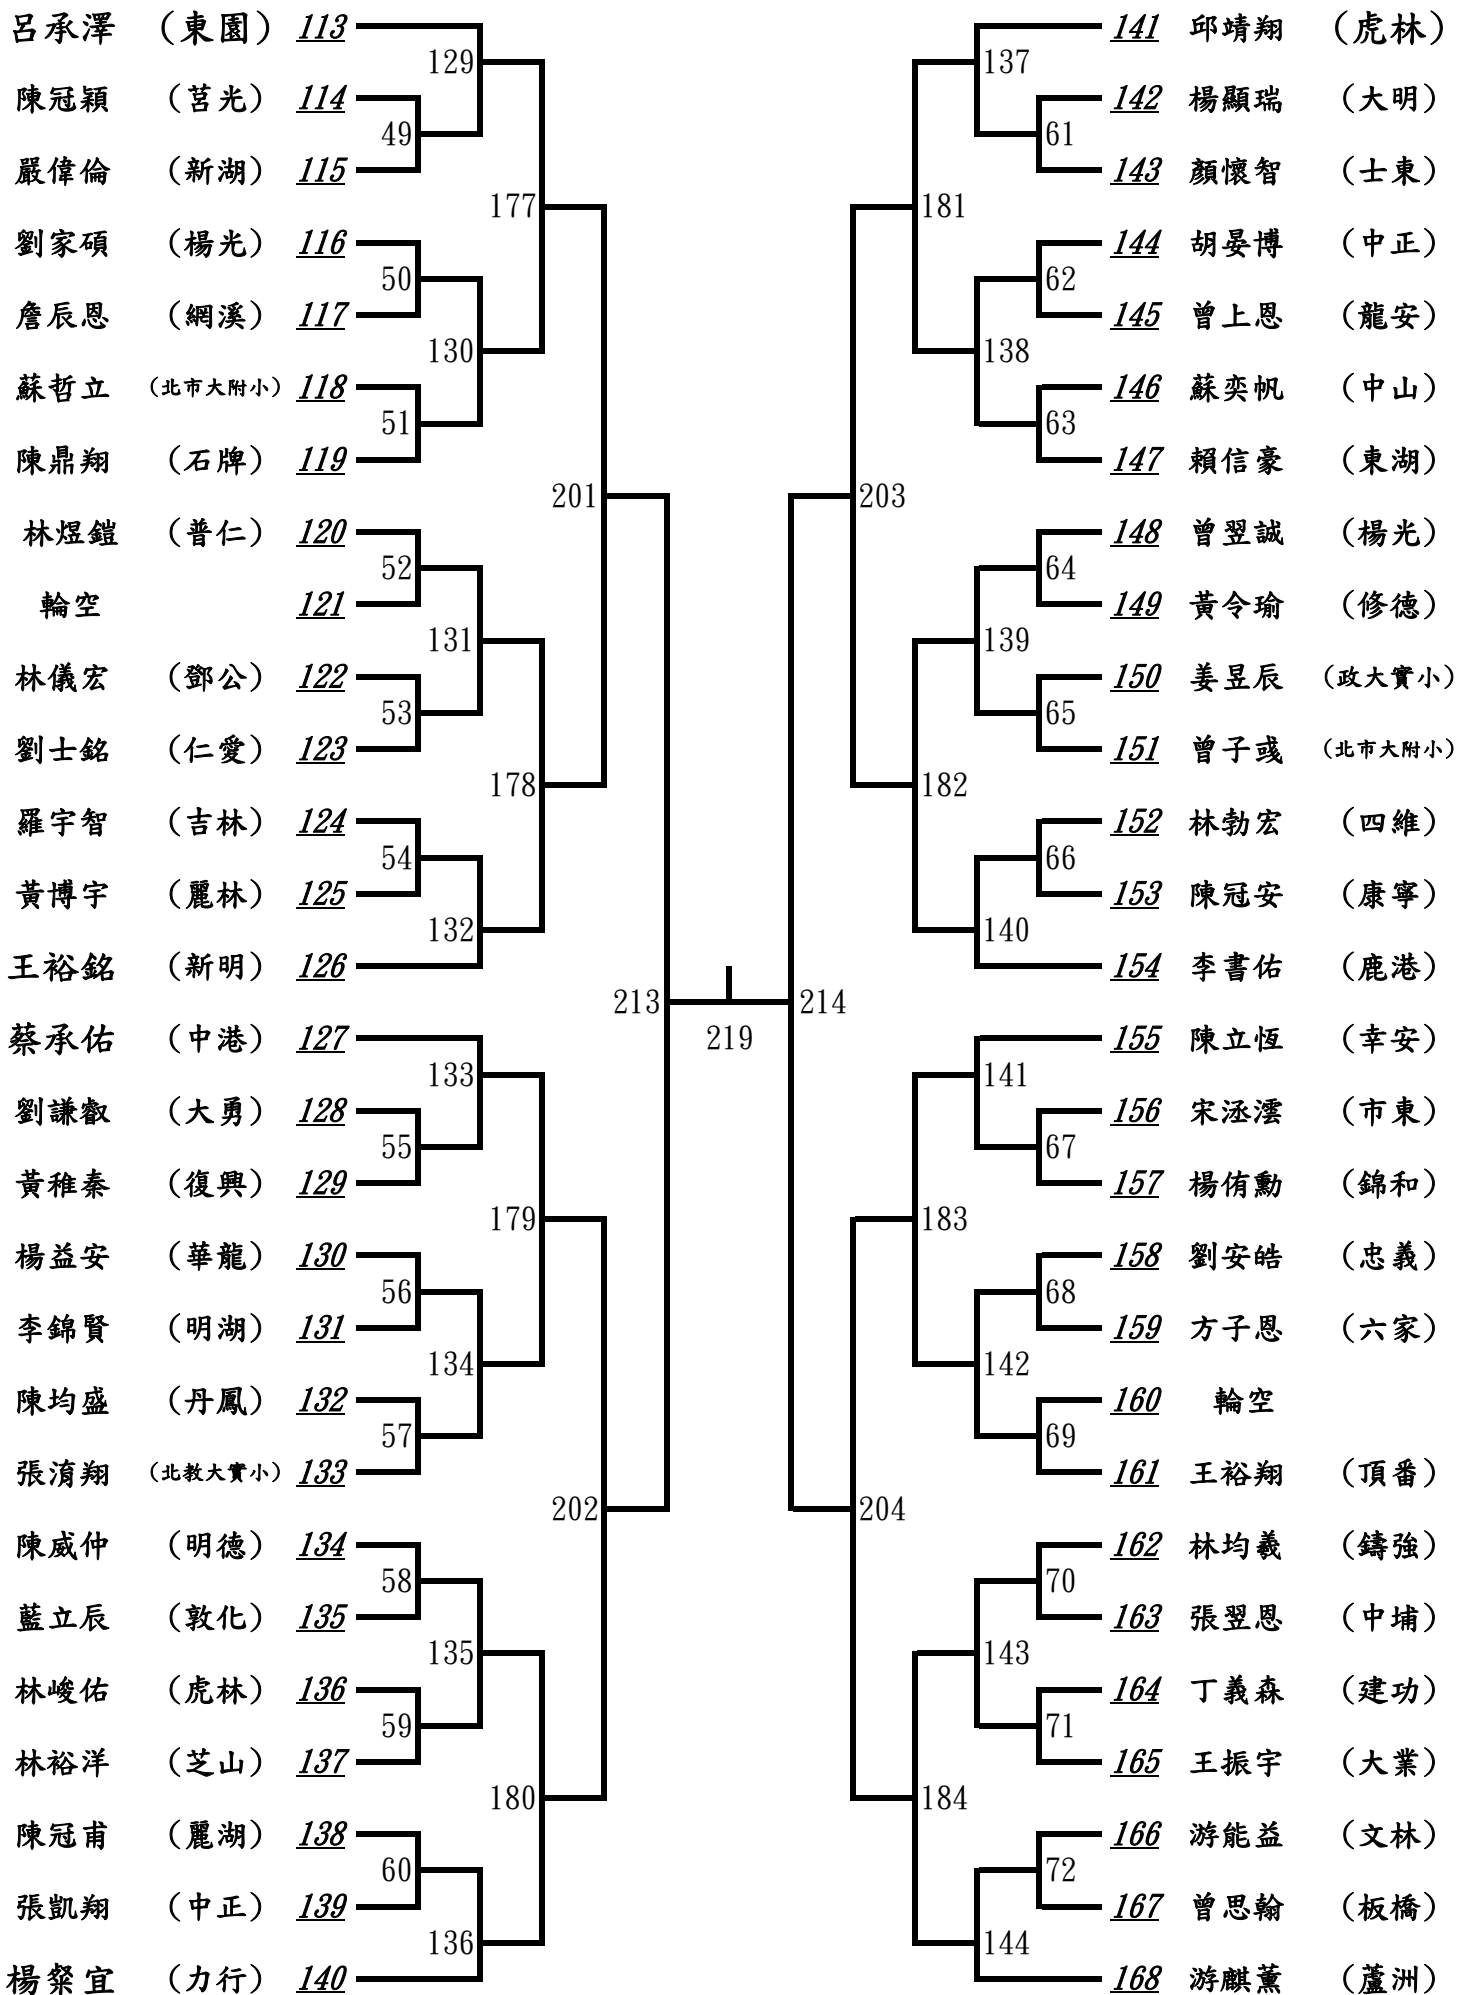 呂承澤 (東園) 113
129
陳冠穎 (莒光) 114
49
嚴偉倫 (新湖) 115
177
劉家碩 (楊光) 116
50
詹辰恩 (網溪) 117
130
蘇哲立 (北市大附小) 118
51
陳鼎翔 (石牌) 119
201
林煜鎧 (普仁) 120
52
輪空 121
131
林儀宏 (鄧公) 122
53
劉士銘 (仁愛) 123
178
羅宇智 (吉林) 124
54
黃博宇 (麗林) 125
132
王裕銘 (新明) 126
213
219
蔡承佑 (中港) 127
133
劉謙叡 (大勇) 128
55
黃稚秦 (復興) 129
179
楊益安 (華龍) 130
56
李錦賢 (明湖) 131
134
陳均盛 (丹鳳) 132
57
張淯翔 (北教大實小) 133
202
陳威仲 (明德) 134
58
藍立辰 (敦化) 135
135
林峻佑 (虎林) 136
59
林裕洋 (芝山) 137
180
陳冠甫 (麗湖) 138
60
張凱翔 (中正) 139
136
楊粲宜 (力行) 140
141 邱靖翔 (虎林)
137
142 楊顯瑞 (大明)
61
143 顏懷智 (士東)
181
144 胡晏博 (中正)
62
145 曾上恩 (龍安)
138
146 蘇奕帆 (中山)
63
147 賴信豪 (東湖)
203
148 曾翌誠 (楊光)
64
149 黃令瑜 (修德)
139
150 姜昱辰 (政大實小)
65
151 曾子彧 (北市大附小)
182
152 林勃宏 (四維)
66
153 陳冠安 (康寧)
140
154 李書佑 (鹿港)
214
155 陳立恆 (幸安)
141
156 宋丞澐 (市東)
67
157 楊侑勳 (錦和)
183
158 劉安皓 (忠義)
68
159 方子恩 (六家)
142
160 輪空
69
161 王裕翔 (頂番)
204
162 林均羲 (鑄強)
70
163 張翌恩 (中埔)
143
164 丁義森 (建功)
71
165 王振宇 (大業)
184
166 游能益 (文林)
72
167 曾思翰 (板橋)
144
168 游麒薰 (蘆洲)